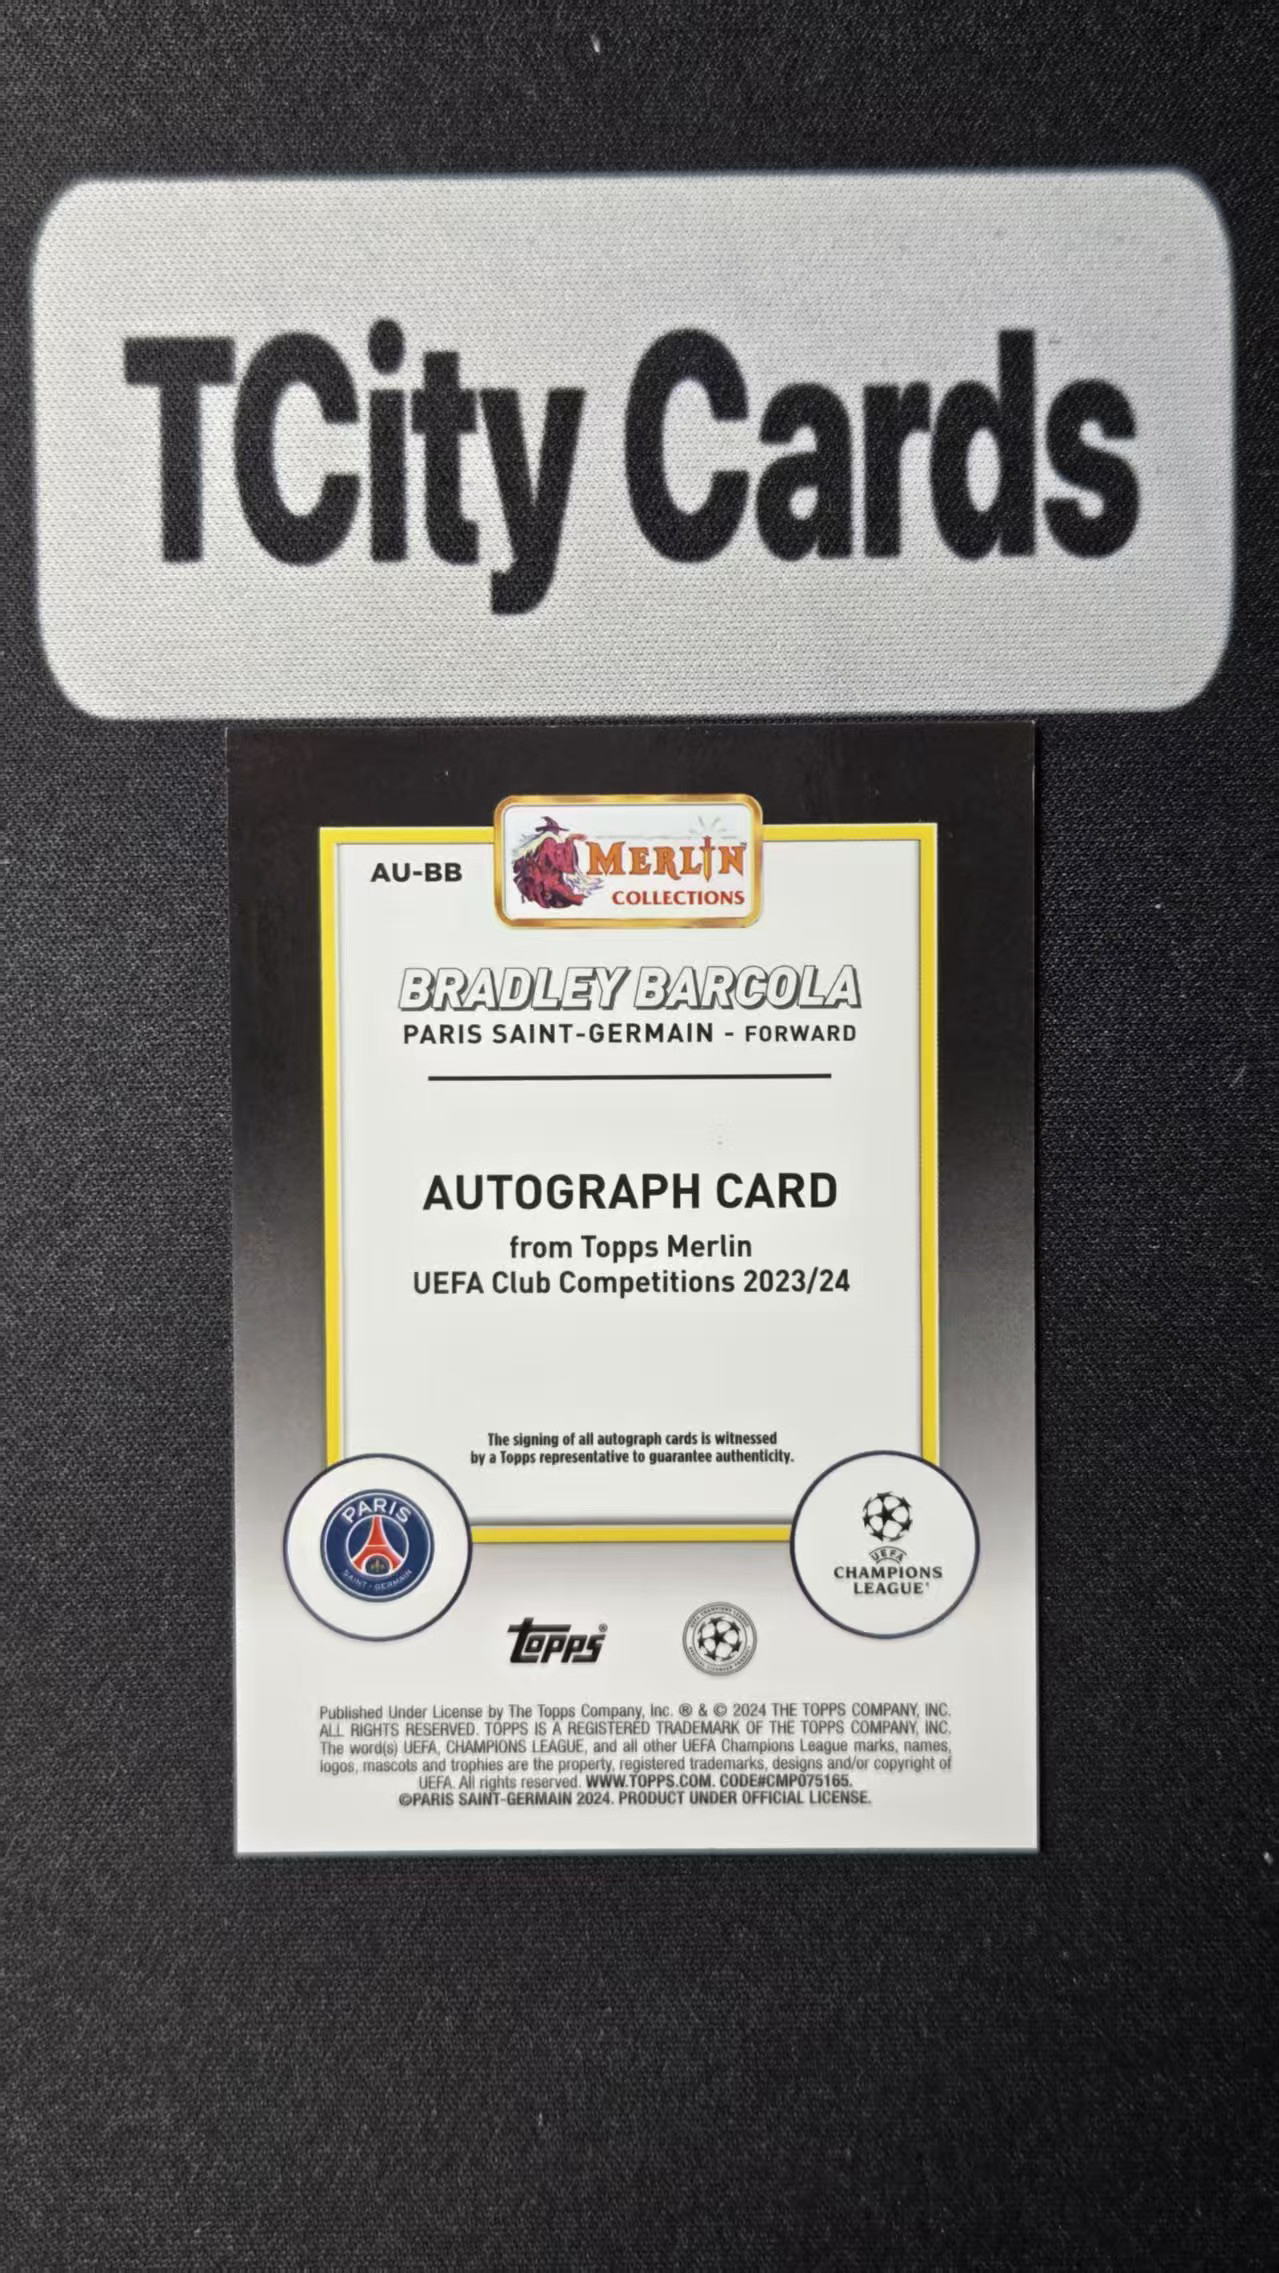 TCity Cards
AU-BB
MERLIN
COLLECTIONS
BRADLEY BARCOLA
PARIS SAINT-GERMAIN - FORWARD
AUTOGRAPH CARD
from Topps Merlin
UEFA Club Competitions 2023/24
The signing of all autograph cards is witnessed
by a Topps representative to guarantee authenticity.
PARIS
SAINT-GERMAIN
UEFA
CHAMPIONS
LEAGUE
topps®
Published Under License by The Topps Company, Inc. ® & © 2024 THE TOPPS COMPANY, INC.
ALL RIGHTS RESERVED. TOPPS IS A REGISTERED TRADEMARK OF THE TOPPS COMPANY, INC.
The word(s) UEFA, CHAMPIONS LEAGUE, and all other UEFA Champions League marks, names,
logos, mascots and trophies are the property, registered trademarks, designs and/or copyright of
UEFA. All rights reserved. WWW.TOPPS.COM. CODE#CMP075165.
©PARIS SAINT-GERMAIN 2024. PRODUCT UNDER OFFICIAL LICENSE.